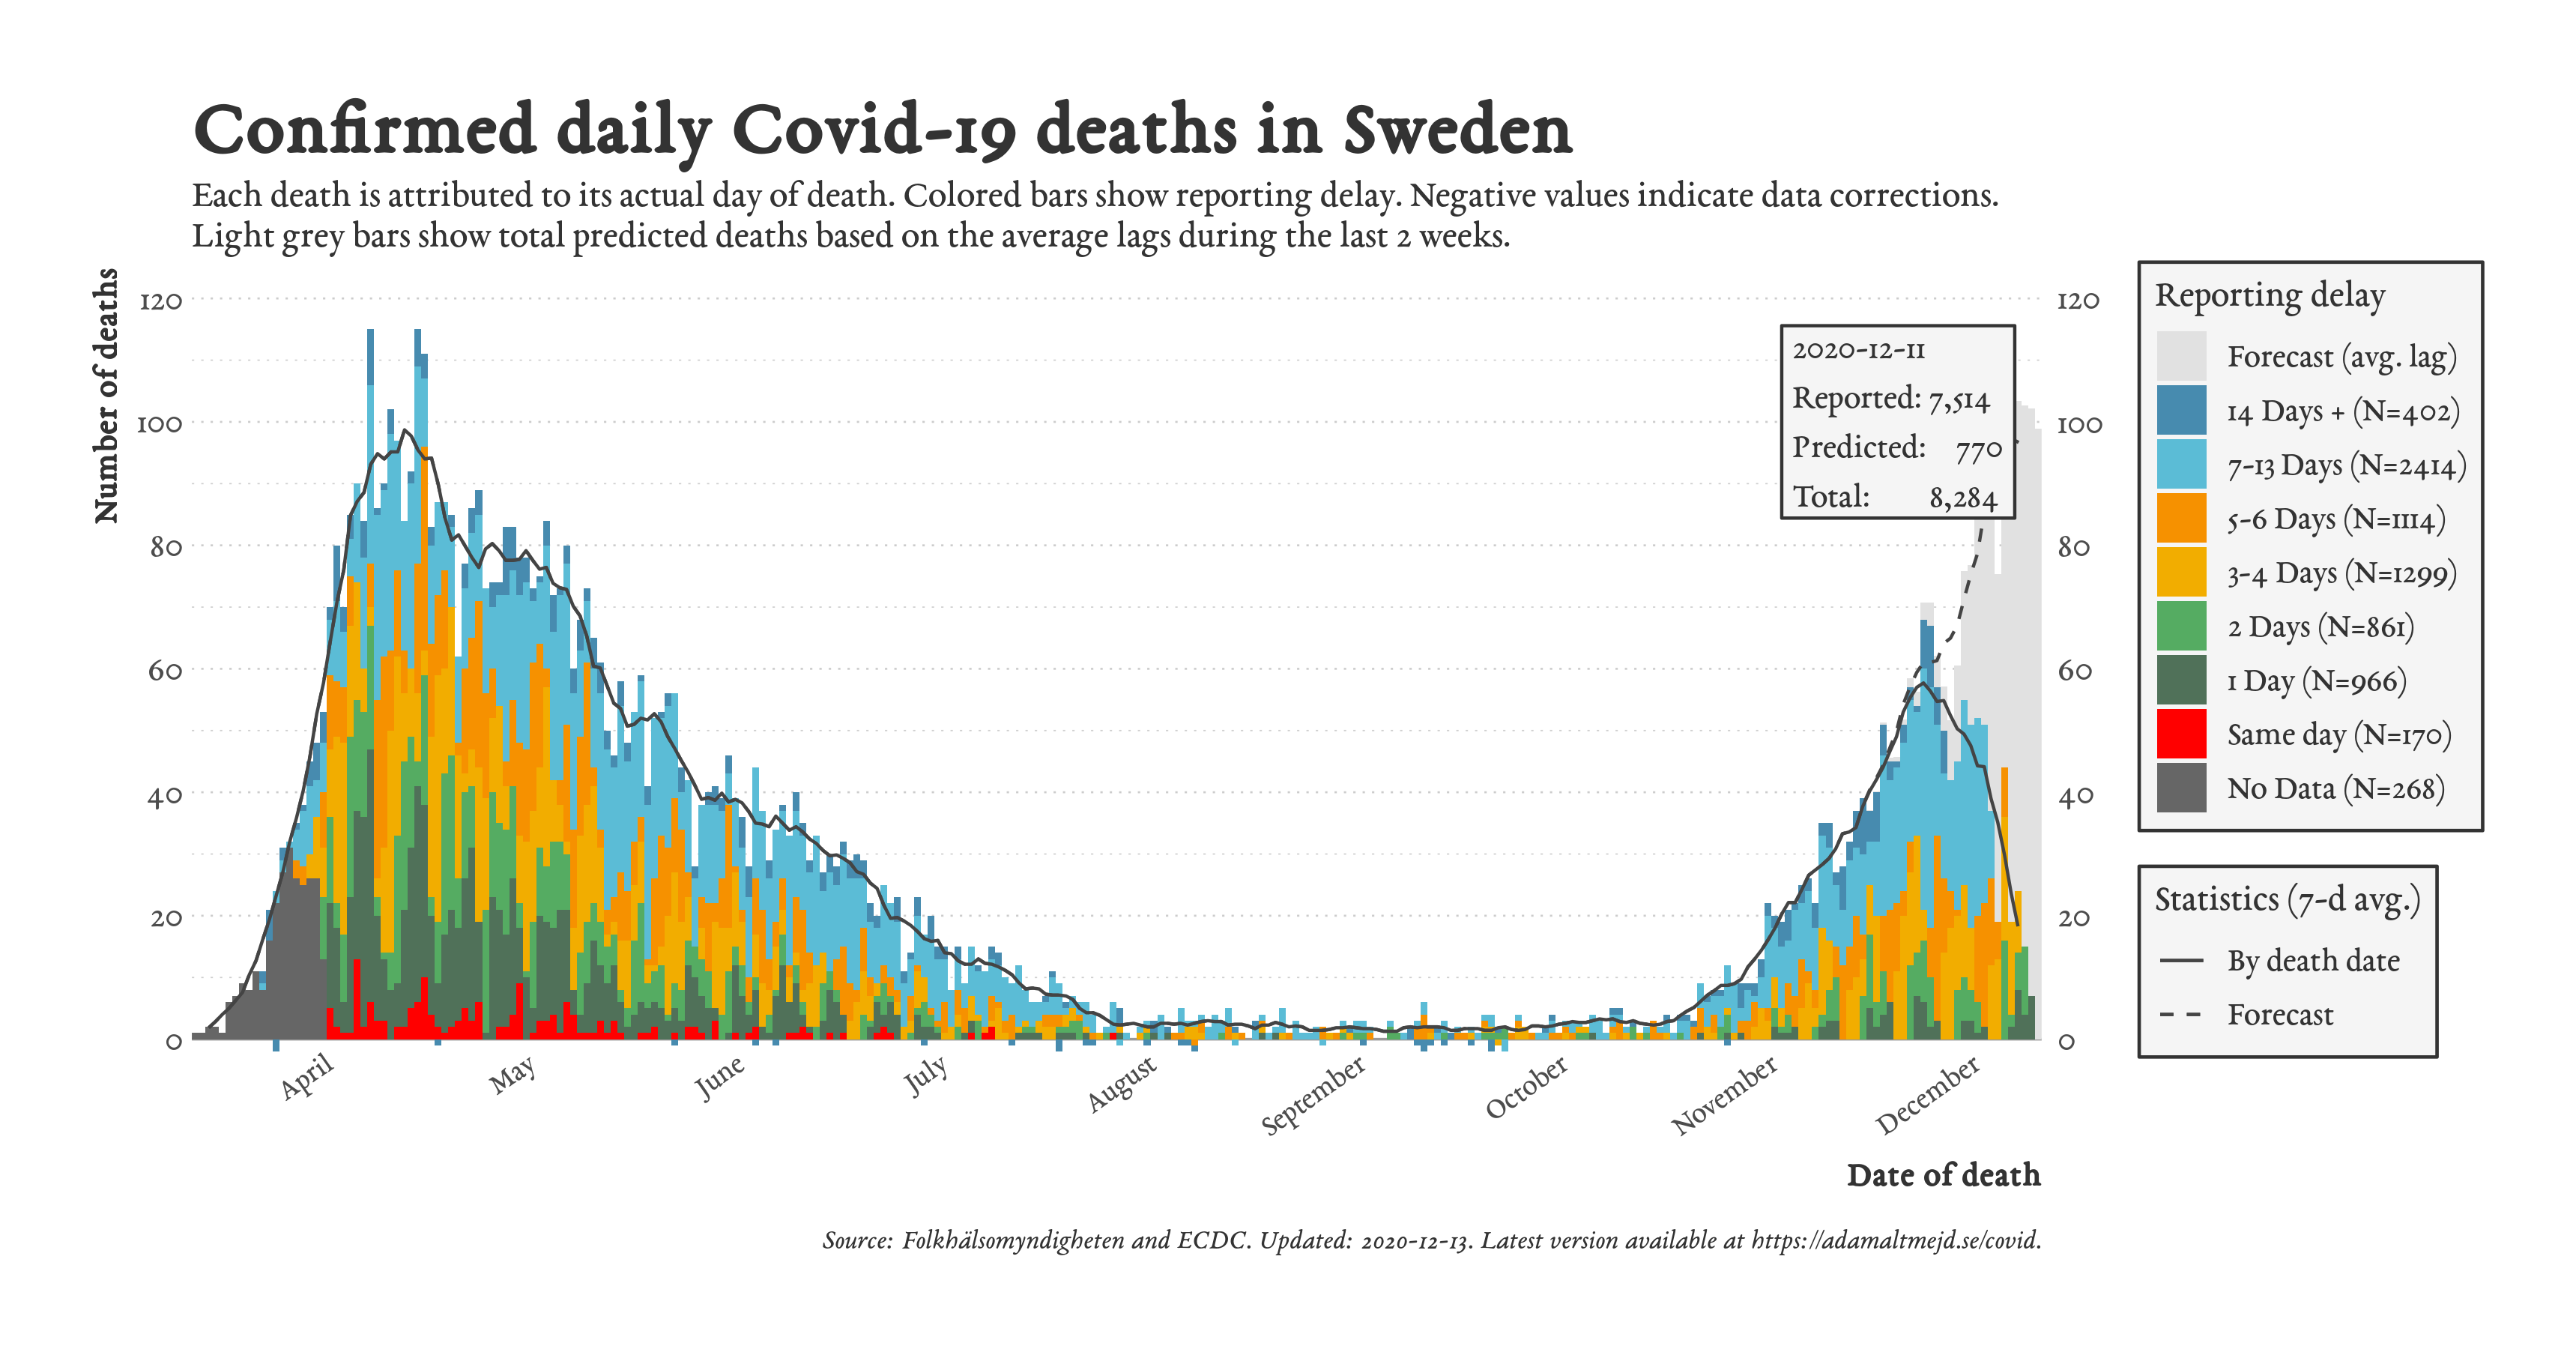 Confirmed daily Covid-19 deaths in Sweden
Each death is attributed to its actual day of death. Colored bars show reporting delay. Negative values indicate data corrections.
Light grey bars show total predicted deaths based on the average lags during the last 2 weeks.
Number of deaths
120
100
80
60
40
20
0
2020-12-11
Reported: 7,514
Predicted: 770
Total: 8,284
120
100
80
60
40
20
0
April
May
June
July
August
September
October
November
December
Date of death
Reporting delay
Forecast (avg. lag)
14 Days + (N=402)
7-13 Days (N=2414)
5-6 Days (N=1114)
3-4 Days (N=1299)
2 Days (N=861)
1 Day (N=966)
Same day (N=170)
No Data (N=268)
Statistics (7-d avg.)
By death date
Forecast
Source: Folkhälsomyndigheten and ECDC. Updated: 2020-12-13. Latest version available at https://adamaltmejd.se/covid.